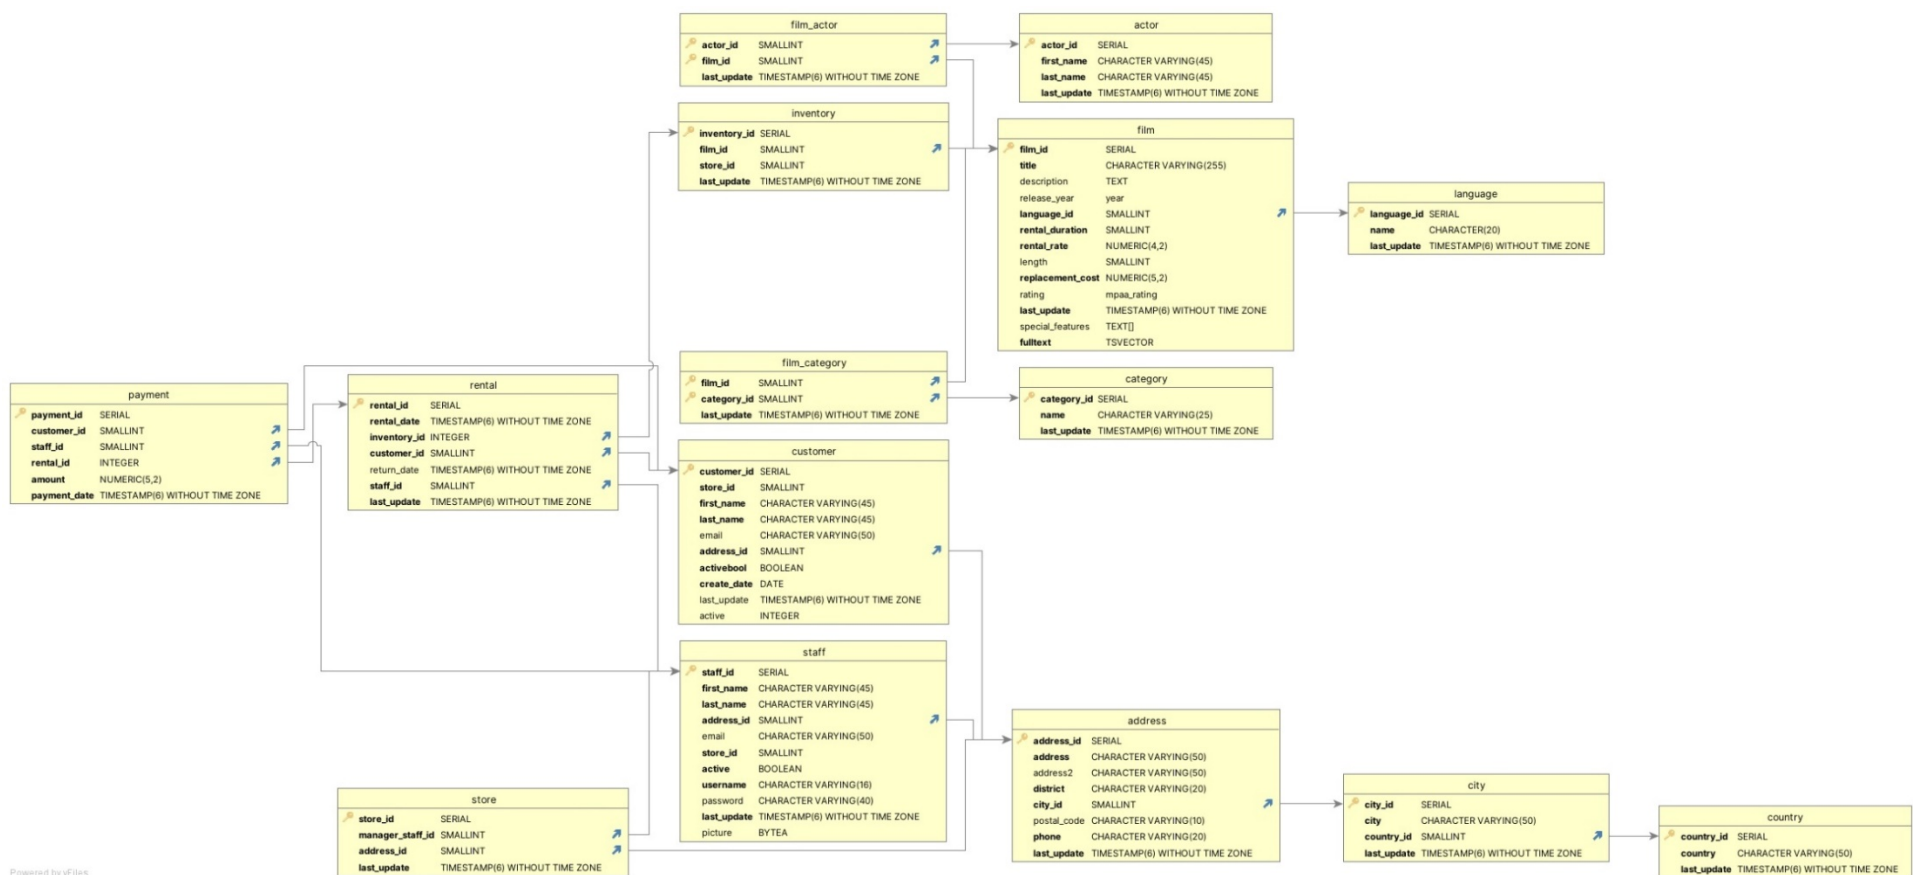 film_actor
actor_id SMALLINT
film_id SMALLINT
last_update TIMESTAMP(6) WITHOUT TIME ZONE
actor
actor_id SERIAL
first_name CHARACTER VARYING(45)
last_name CHARACTER VARYING(45)
last_update TIMESTAMP(6) WITHOUT TIME ZONE
inventory
inventory_id SERIAL
film_id SMALLINT
store_id SMALLINT
last_update TIMESTAMP(6) WITHOUT TIME ZONE
film
film_id SERIAL
title CHARACTER VARYING(255)
description TEXT
release_year year
language_id SMALLINT
rental_duration SMALLINT
rental_rate NUMERIC(4,2)
length SMALLINT
replacement_cost NUMERIC(5,2)
rating mpaa_rating
last_update TIMESTAMP(6) WITHOUT TIME ZONE
special_features TEXT[]
fulltext TSVECTOR
language
language_id SERIAL
name CHARACTER(20)
last_update TIMESTAMP(6) WITHOUT TIME ZONE
film_category
film_id SMALLINT
category_id SMALLINT
last_update TIMESTAMP(6) WITHOUT TIME ZONE
category
category_id SERIAL
name CHARACTER VARYING(25)
last_update TIMESTAMP(6) WITHOUT TIME ZONE
payment
payment_id SERIAL
customer_id SMALLINT
staff_id SMALLINT
rental_id INTEGER
amount NUMERIC(5,2)
payment_date TIMESTAMP(6) WITHOUT TIME ZONE
rental
rental_id SERIAL
rental_date TIMESTAMP(6) WITHOUT TIME ZONE
inventory_id INTEGER
customer_id SMALLINT
return_date TIMESTAMP(6) WITHOUT TIME ZONE
staff_id SMALLINT
last_update TIMESTAMP(6) WITHOUT TIME ZONE
customer
customer_id SERIAL
store_id SMALLINT
first_name CHARACTER VARYING(45)
last_name CHARACTER VARYING(45)
email CHARACTER VARYING(50)
address_id SMALLINT
activebool BOOLEAN
create_date DATE
last_update TIMESTAMP(6) WITHOUT TIME ZONE
active INTEGER
staff
staff_id SERIAL
first_name CHARACTER VARYING(45)
last_name CHARACTER VARYING(45)
address_id SMALLINT
email CHARACTER VARYING(50)
store_id SMALLINT
active BOOLEAN
username CHARACTER VARYING(16)
password CHARACTER VARYING(40)
last_update TIMESTAMP(6) WITHOUT TIME ZONE
picture BYTEA
store
store_id SERIAL
manager_staff_id SMALLINT
address_id SMALLINT
last_update TIMESTAMP(6) WITHOUT TIME ZONE
address
address_id SERIAL
address CHARACTER VARYING(50)
address2 CHARACTER VARYING(50)
district CHARACTER VARYING(20)
city_id SMALLINT
postal_code CHARACTER VARYING(10)
phone CHARACTER VARYING(20)
last_update TIMESTAMP(6) WITHOUT TIME ZONE
city
city_id SERIAL
city CHARACTER VARYING(50)
country_id SMALLINT
last_update TIMESTAMP(6) WITHOUT TIME ZONE
country
country_id SERIAL
country CHARACTER VARYING(50)
last_update TIMESTAMP(6) WITHOUT TIME ZONE
Powered by yFiles